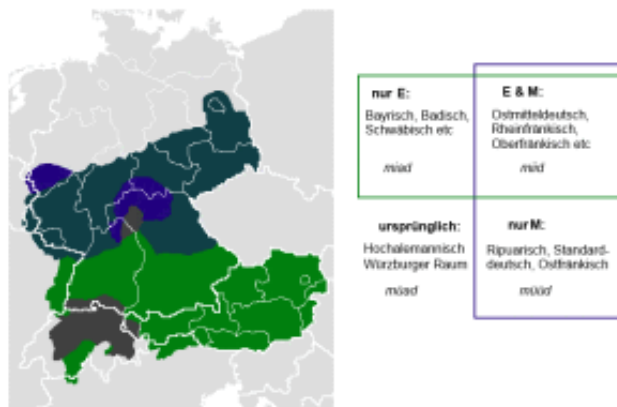 nur E:
Bayrisch, Badisch,
Schwäbisch etc
miad
E & M:
Ostmitteldeutsch,
Rheinfränkisch,
Oberfränkisch etc
miid
ursprünglich:
Hochalemannisch
Würzburger Raum
müad
nur M:
Ripuarisch, Standard-
deutsch, Ostfränkisch
müüd